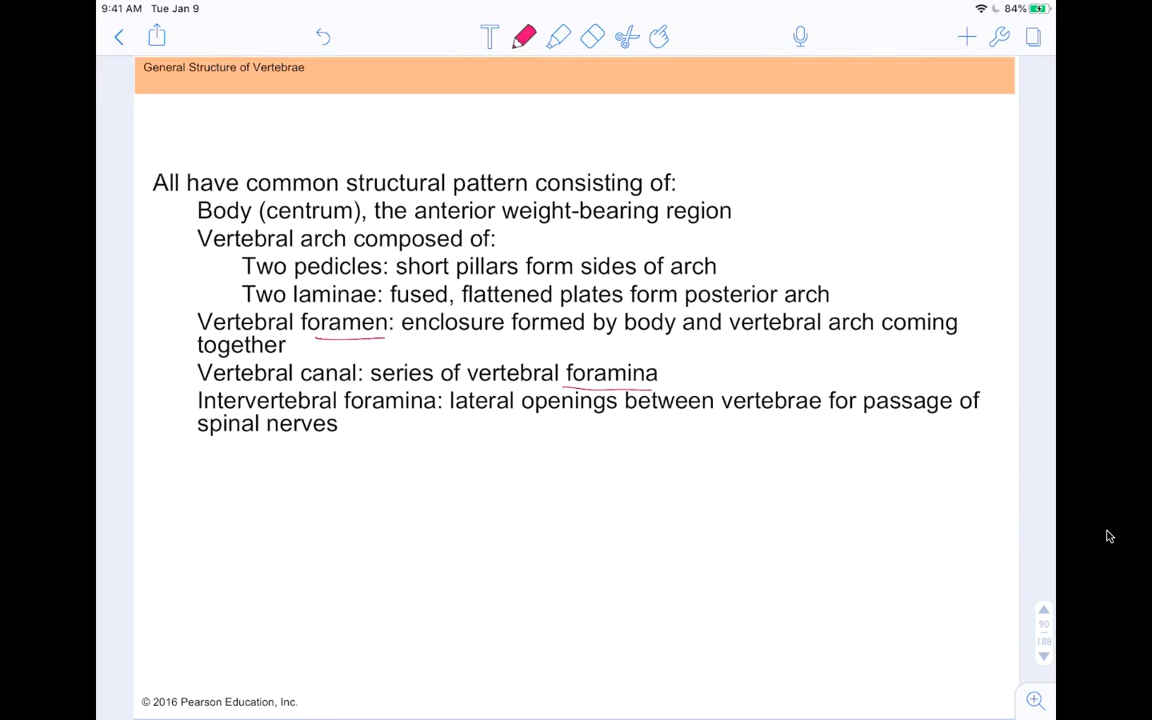 9:41 AM Tue Jan 9 84%
T
General Structure of Vertebrae
All have common structural pattern consisting of:
Body (centrum), the anterior weight-bearing region
Vertebral arch composed of:
Two pedicles: short pillars form sides of arch
Two laminae: fused, flattened plates form posterior arch
Vertebral foramen: enclosure formed by body and vertebral arch coming
together
Vertebral canal: series of vertebral foramina
Intervertebral foramina: lateral openings between vertebrae for passage of
spinal nerves
90
188
© 2016 Pearson Education, Inc.